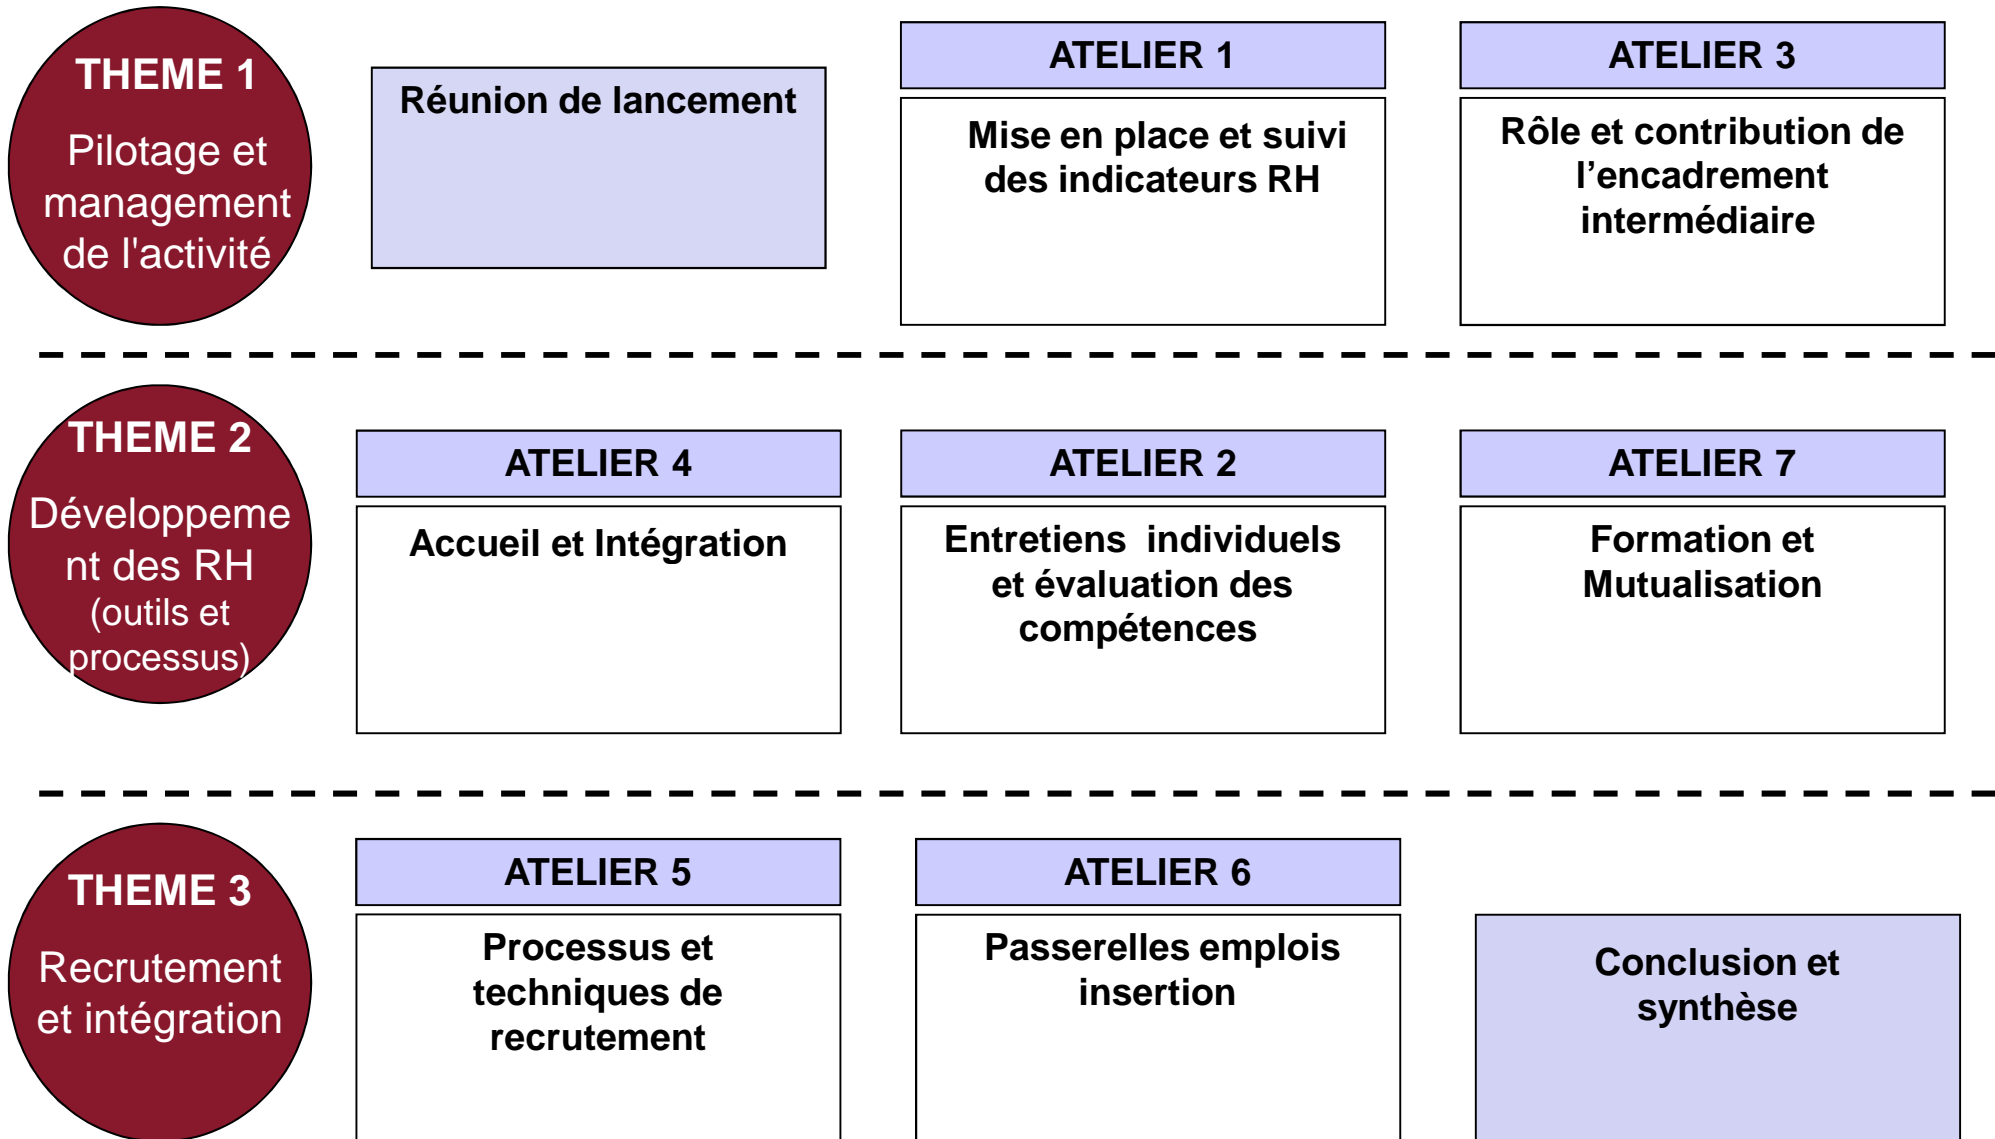 THEME 1
Pilotage et
management
de l'activité
Réunion de lancement
ATELIER 1
Mise en place et suivi
des indicateurs RH
ATELIER 3
Rôle et contribution de
l’encadrement
intermédiaire
THEME 2
Développeme
nt des RH
(outils et
processus)
ATELIER 4
Accueil et Intégration
ATELIER 2
Entretiens  individuels
et évaluation des
compétences
ATELIER 7
Formation et
Mutualisation
THEME 3
Recrutement
et intégration
ATELIER 5
Processus et
techniques de
recrutement
ATELIER 6
Passerelles emplois
insertion
Conclusion et
synthèse